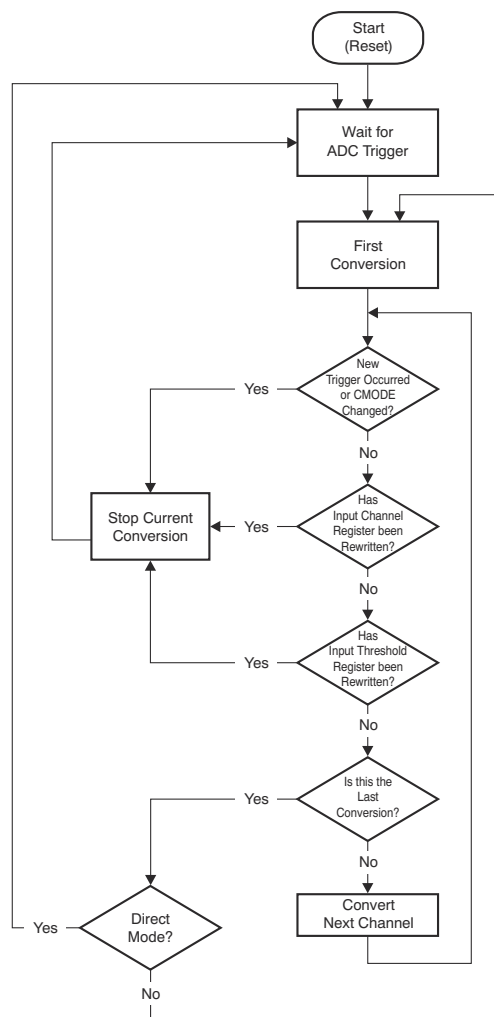 Start
(Reset)
Wait for
ADC Trigger
First
Conversion
New
Trigger Occurred
or CMODE
Changed?
Yes
No
Stop Current
Conversion
Yes
Has
Input Channel
Register been
Rewritten?
No
Has
Input Threshold
Register been
Rewritten?
Yes
No
Is this the
Last
Conversion?
Yes
No
Convert
Next Channel
Direct
Mode?
Yes
No